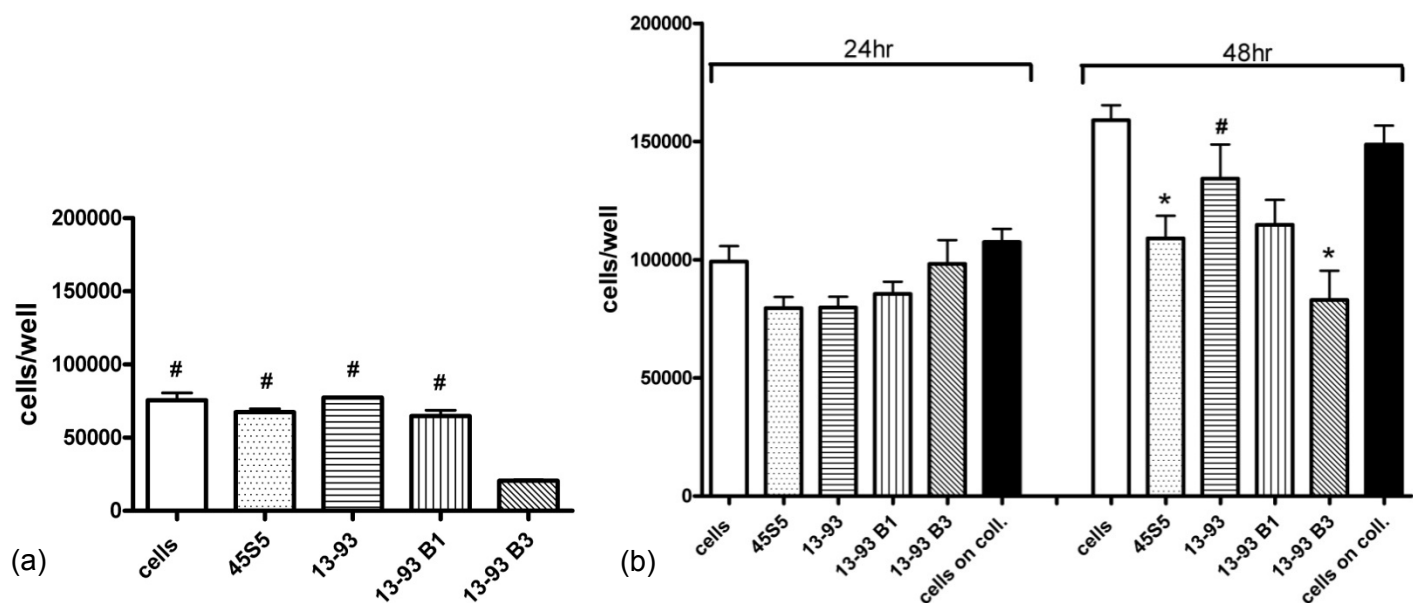 200000
150000
100000
50000
0
cells/well
#
#
#
#
cells
45S5
13-93
13-93 B1
13-93 B3
(a)
200000
150000
100000
50000
0
cells/well
24hr
48hr
*
#
*
cells
45S5
13-93
13-93 B1
13-93 B3
cells on coll.
cells
45S5
13-93
13-93 B1
13-93 B3
cells on coll.
(b)